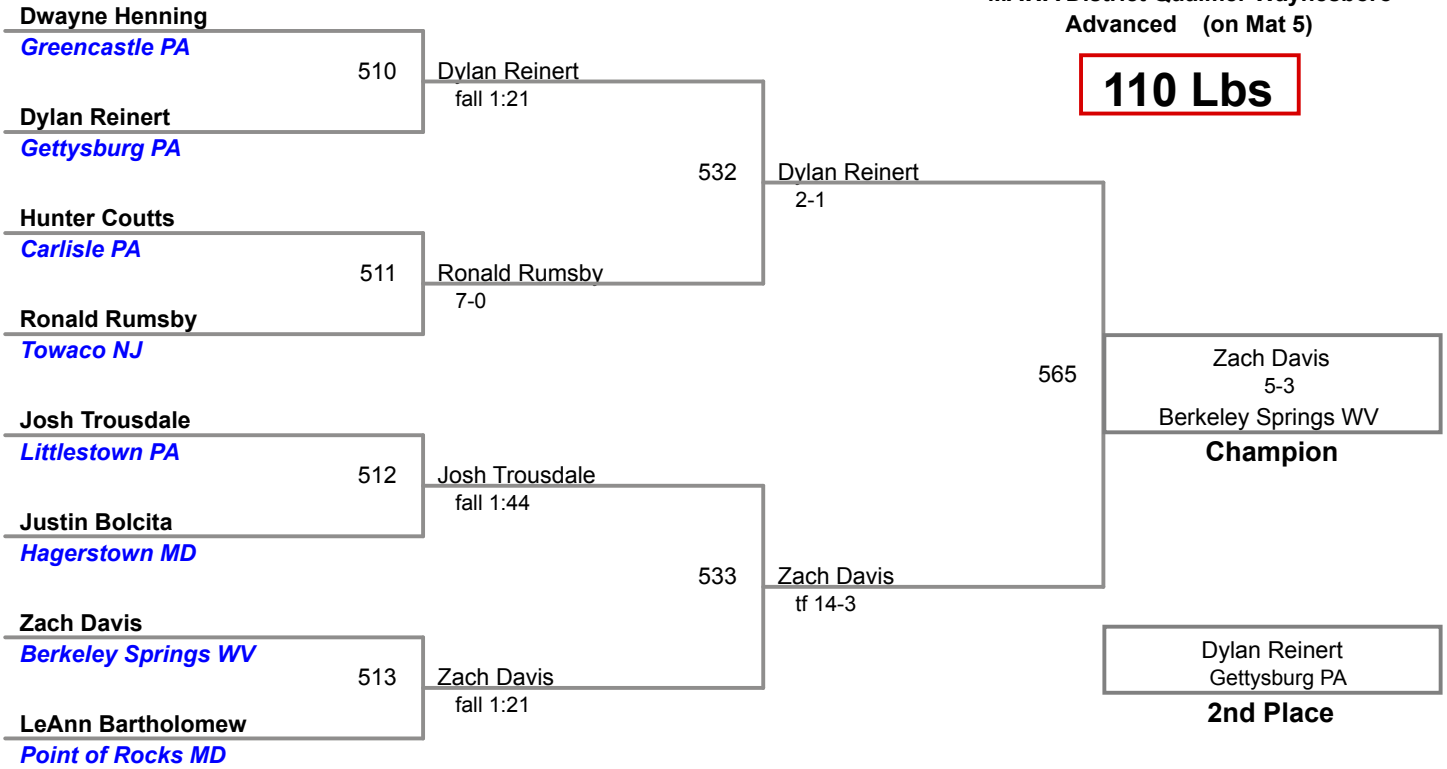 Advanced (on Mat 5)
110 Lbs
Dwayne Henning
Greencastle PA
510
Dylan Reinert
fall 1:21
Dylan Reinert
Gettysburg PA
532
Dylan Reinert
2-1
Hunter Coutts
Carlisle PA
511
Ronald Rumsby
7-0
Ronald Rumsby
Towaco NJ
565
Zach Davis
5-3
Berkeley Springs WV
Champion
Josh Trousdale
Littlestown PA
512
Josh Trousdale
fall 1:44
Justin Bolcita
Hagerstown MD
533
Zach Davis
tf 14-3
Zach Davis
Berkeley Springs WV
513
Zach Davis
fall 1:21
LeAnn Bartholomew
Point of Rocks MD
Dylan Reinert
Gettysburg PA
2nd Place